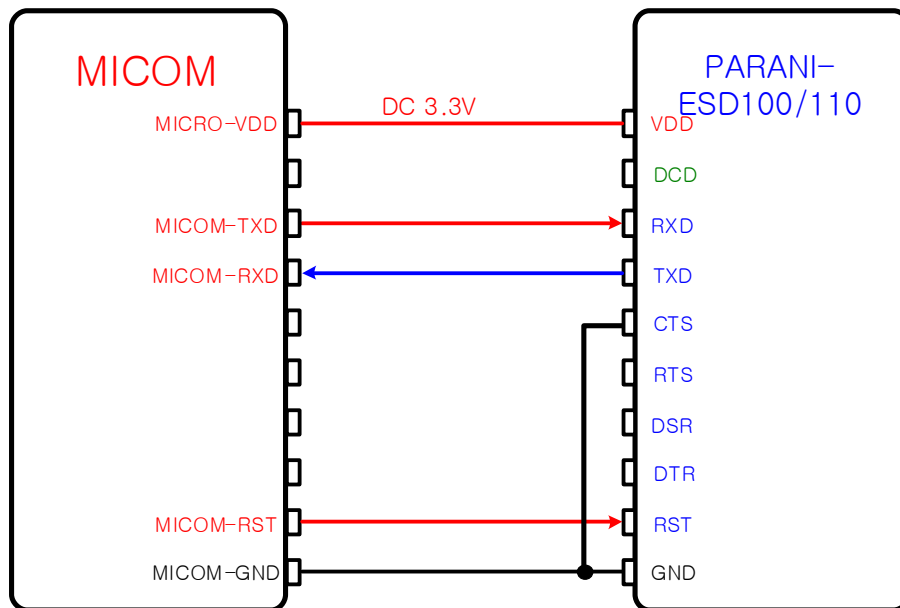 MICOM
PARANI-
ESD100/110
DC 3.3V
MICRO-VDD
VDD
DCD
MICOM-TXD
RXD
MICOM-RXD
TXD
CTS
RTS
DSR
DTR
MICOM-RST
RST
MICOM-GND
GND